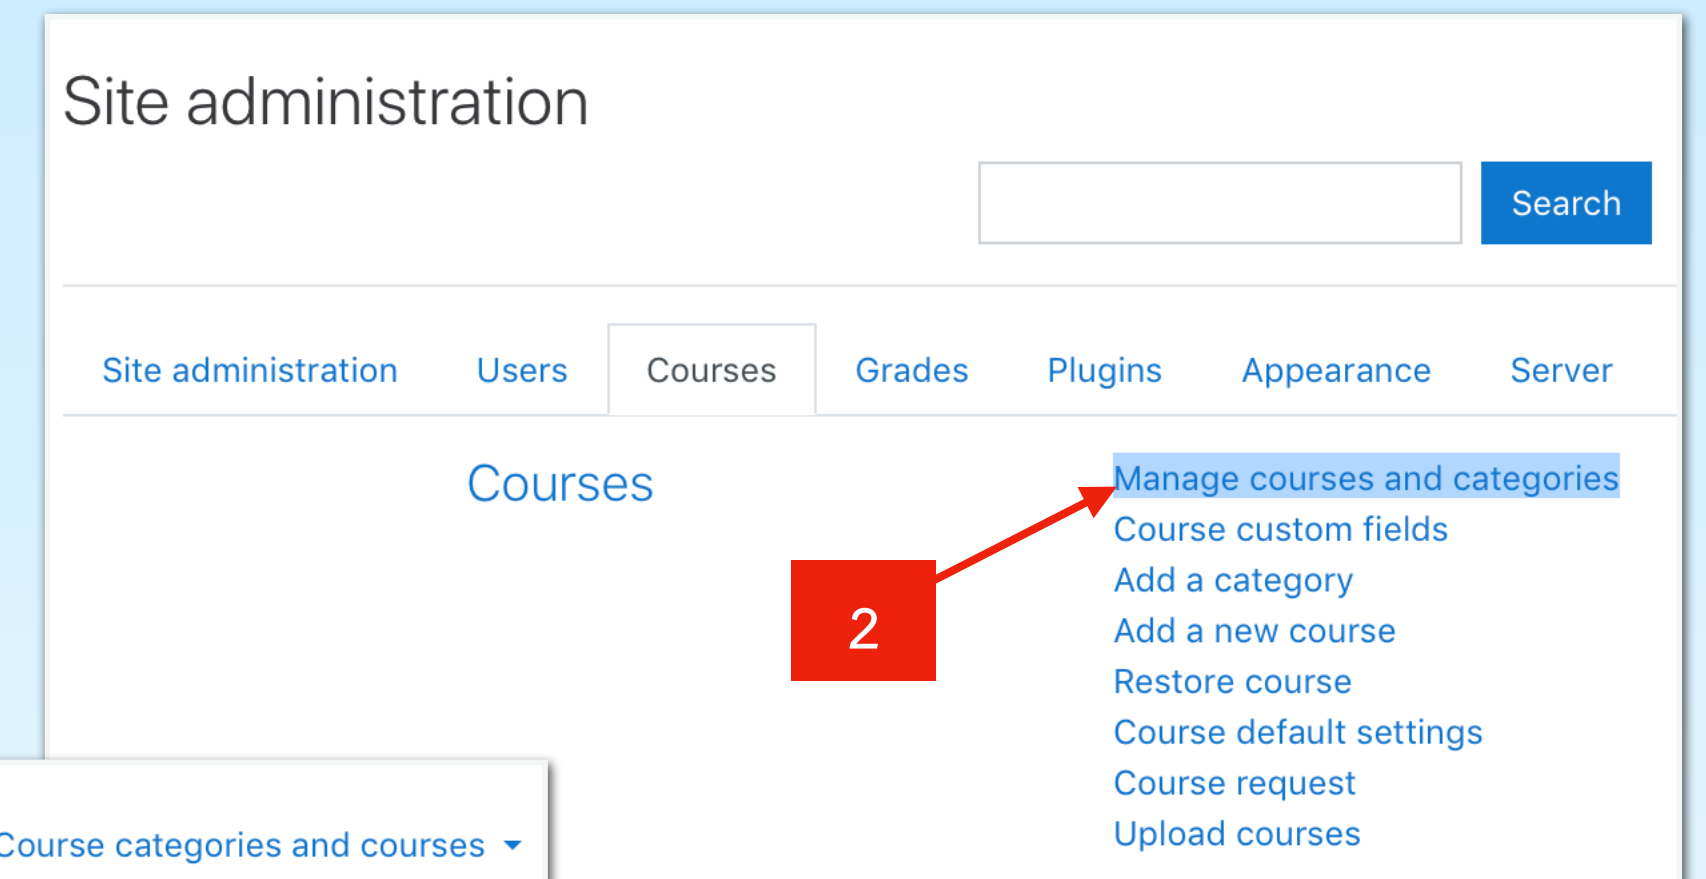 Site administration
Search
Site administration Users Courses Grades Plugins Appearance Server
Courses
Manage courses and categories
Course custom fields
Add a category
Add a new course
Restore course
Course default settings
Course request
Upload courses
2
Course categories and courses